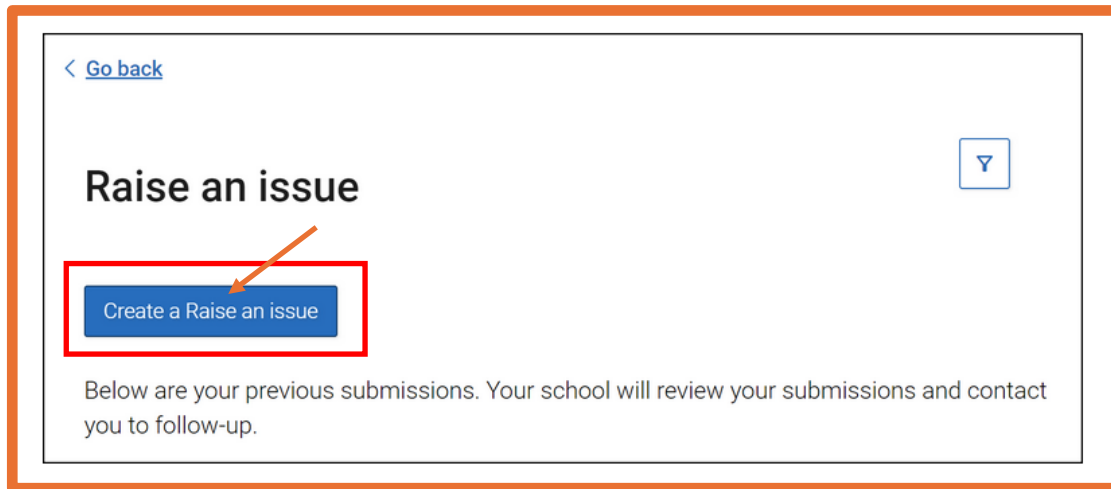 Go back
Raise an issue
Create a Raise an issue
Below are your previous submissions. Your school will review your submissions and contact
you to follow-up.